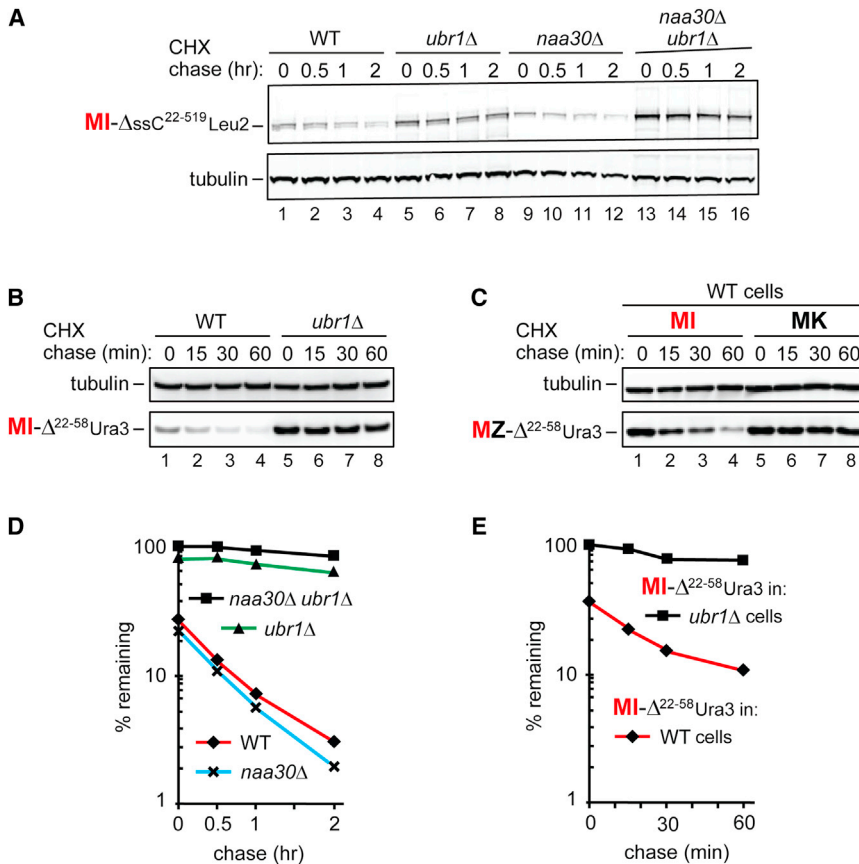 A
WT ubr1Δ naa30Δ naa30Δ ubr1Δ
CHX
chase (hr): 0 0.5 1 2 0 0.5 1 2 0 0.5 1 2 0 0.5 1 2
MI-ΔssC22-519Leu2
tubulin
1 2 3 4 5 6 7 8 9 10 11 12 13 14 15 16
B
WT ubr1Δ
CHX
chase (min): 0 15 30 60 0 15 30 60
tubulin
MI-Δ22-58Ura3
1 2 3 4 5 6 7 8
C
WT cells
MI MK
CHX
chase (min): 0 15 30 60 0 15 30 60
tubulin
MZ-Δ22-58Ura3
1 2 3 4 5 6 7 8
D
% remaining
100
10
1
naa30Δ ubr1Δ
ubr1Δ
WT
naa30Δ
0 0.5 1 2
chase (hr)
E
% remaining
100
10
1
MI-Δ22-58Ura3 in:
ubr1Δ cells
MI-Δ22-58Ura3 in:
WT cells
0 30 60
chase (min)